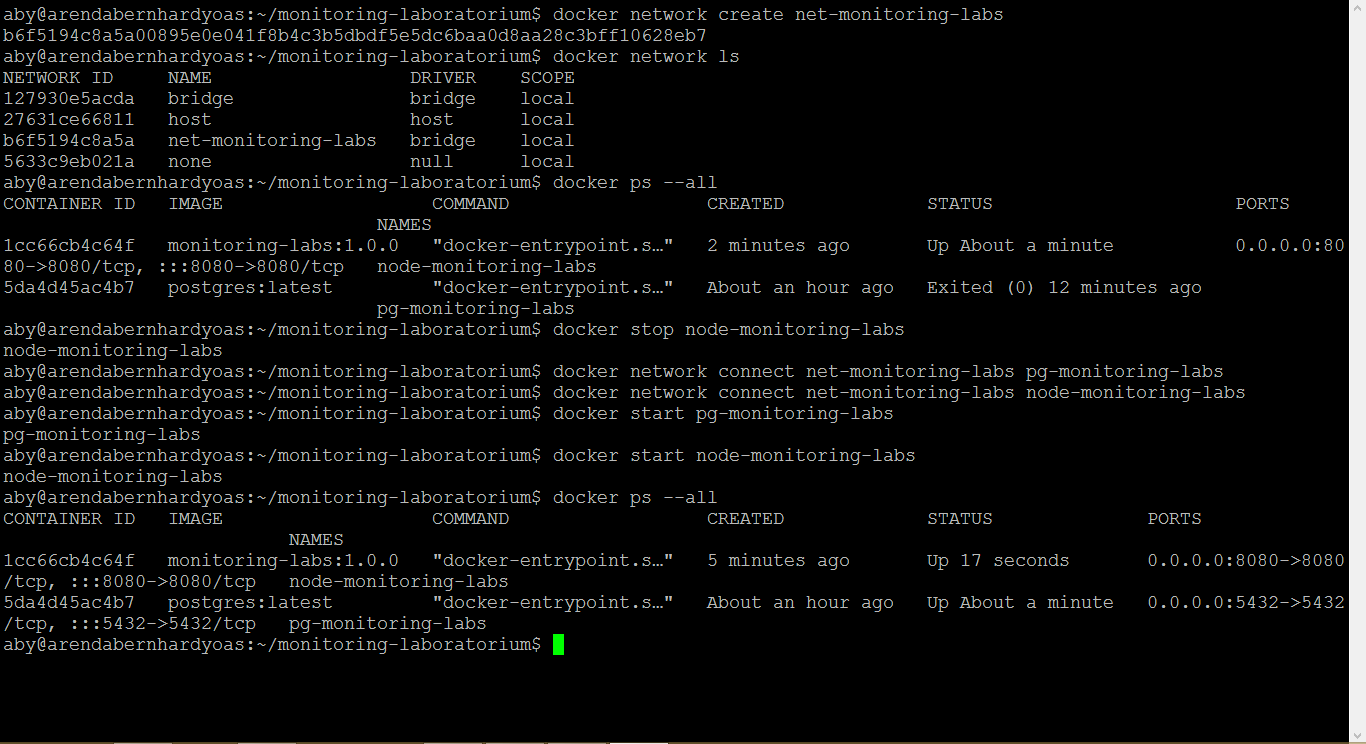 aby@arendabernhardyoas:~/monitoring-laboratorium$ docker network create net-monitoring-labs
b6f5194c8a5a00895e0e041f8b4c3b5dbdf5e5dc6baa0d8aa28c3bff10628eb7
aby@arendabernhardyoas:~/monitoring-laboratorium$ docker network ls
NETWORK ID     NAME                  DRIVER    SCOPE
127930e5acda   bridge                bridge    local
27631ce66811   host                  host      local
b6f5194c8a5a   net-monitoring-labs   bridge    local
5633c9eb021a   none                  null      local
aby@arendabernhardyoas:~/monitoring-laboratorium$ docker ps --all
CONTAINER ID   IMAGE                   COMMAND                  CREATED             STATUS                      PORTS
                                  NAMES
1cc66cb4c64f   monitoring-labs:1.0.0   "docker-entrypoint.s…"   2 minutes ago       Up About a minute           0.0.0.0:80
80->8080/tcp, :::8080->8080/tcp   node-monitoring-labs
5da4d45ac4b7   postgres:latest         "docker-entrypoint.s…"   About an hour ago   Exited (0) 12 minutes ago
                                  pg-monitoring-labs
aby@arendabernhardyoas:~/monitoring-laboratorium$ docker stop node-monitoring-labs
node-monitoring-labs
aby@arendabernhardyoas:~/monitoring-laboratorium$ docker network connect net-monitoring-labs pg-monitoring-labs
aby@arendabernhardyoas:~/monitoring-laboratorium$ docker network connect net-monitoring-labs node-monitoring-labs
aby@arendabernhardyoas:~/monitoring-laboratorium$ docker start pg-monitoring-labs
pg-monitoring-labs
aby@arendabernhardyoas:~/monitoring-laboratorium$ docker start node-monitoring-labs
node-monitoring-labs
aby@arendabernhardyoas:~/monitoring-laboratorium$ docker ps --all
CONTAINER ID   IMAGE                   COMMAND                  CREATED             STATUS              PORTS
                          NAMES
1cc66cb4c64f   monitoring-labs:1.0.0   "docker-entrypoint.s…"   5 minutes ago       Up 17 seconds       0.0.0.0:8080->8080
/tcp, :::8080->8080/tcp   node-monitoring-labs
5da4d45ac4b7   postgres:latest         "docker-entrypoint.s…"   About an hour ago   Up About a minute   0.0.0.0:5432->5432
/tcp, :::5432->5432/tcp   pg-monitoring-labs
aby@arendabernhardyoas:~/monitoring-laboratorium$